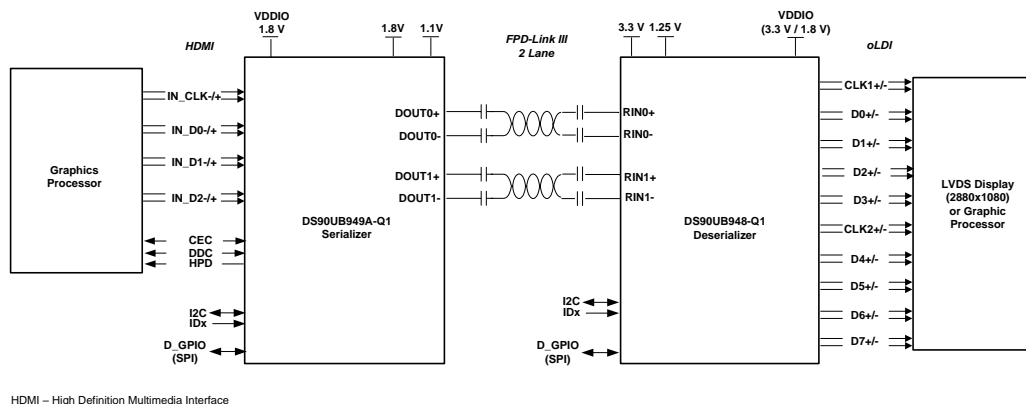 VDDIO
1.8 V
1.8V
1.1V
HDMI
FPD-Link III
2 Lane
3.3 V
1.25 V
VDDIO
(3.3 V / 1.8 V)
oLDI
Graphics
Processor
IN_CLK-/+
IN_D0-/+
IN_D1-/+
IN_D2-/+
CEC
DDC
HPD
I2C
IDx
D_GPIO
(SPI)
DOUT0+
DOUT0-
DOUT1+
DOUT1-
DS90UB949A-Q1
Serializer
RIN0+
RIN0-
RIN1+
RIN1-
DS90UB948-Q1
Deserializer
I2C
IDx
D_GPIO
(SPI)
CLK1+/-
D0+/-
D1+/-
D2+/-
D3+/-
CLK2+/-
D4+/-
D5+/-
D6+/-
D7+/-
LVDS Display
(2880x1080)
or Graphic
Processor
HDMI – High Definition Multimedia Interface